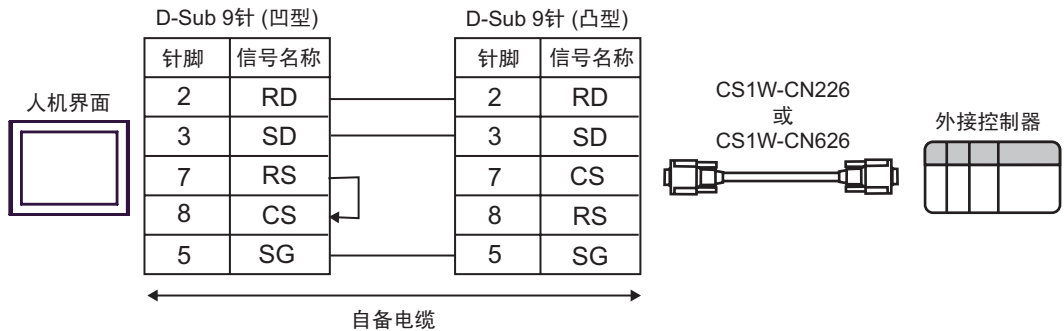 D-Sub 9针 (凹型) D-Sub 9针 (凸型)
针脚 信号名称 针脚 信号名称
2 RD 2 RD
3 SD 3 SD
7 RS 7 CS
8 CS 8 RS
5 SG 5 SG
人机界面
CS1W-CN226
或
CS1W-CN626
外接控制器
自备电缆